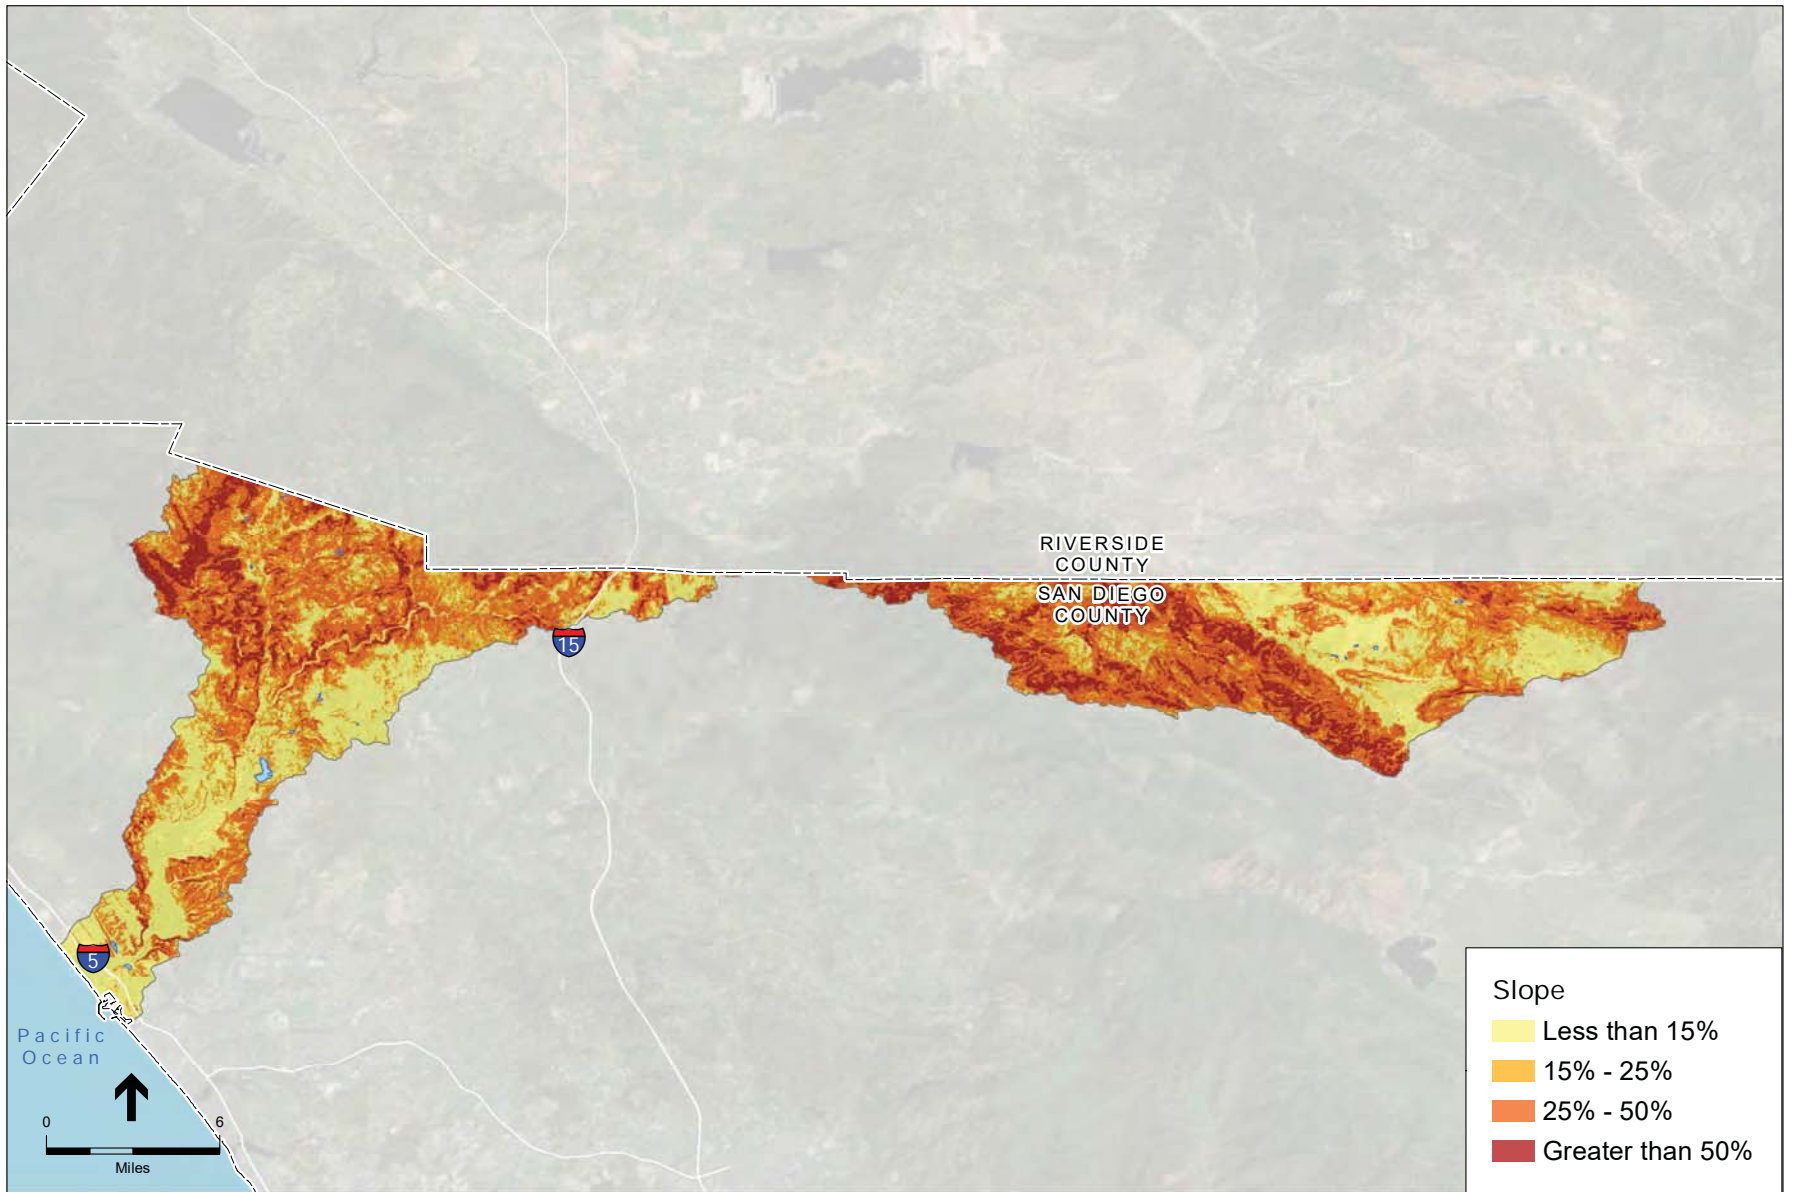 RIVERSIDE
COUNTY
SAN DIEGO
COUNTY
15
5
Pacific
Ocean
0 6
Miles
Slope
Less than 15%
15% - 25%
25% - 50%
Greater than 50%